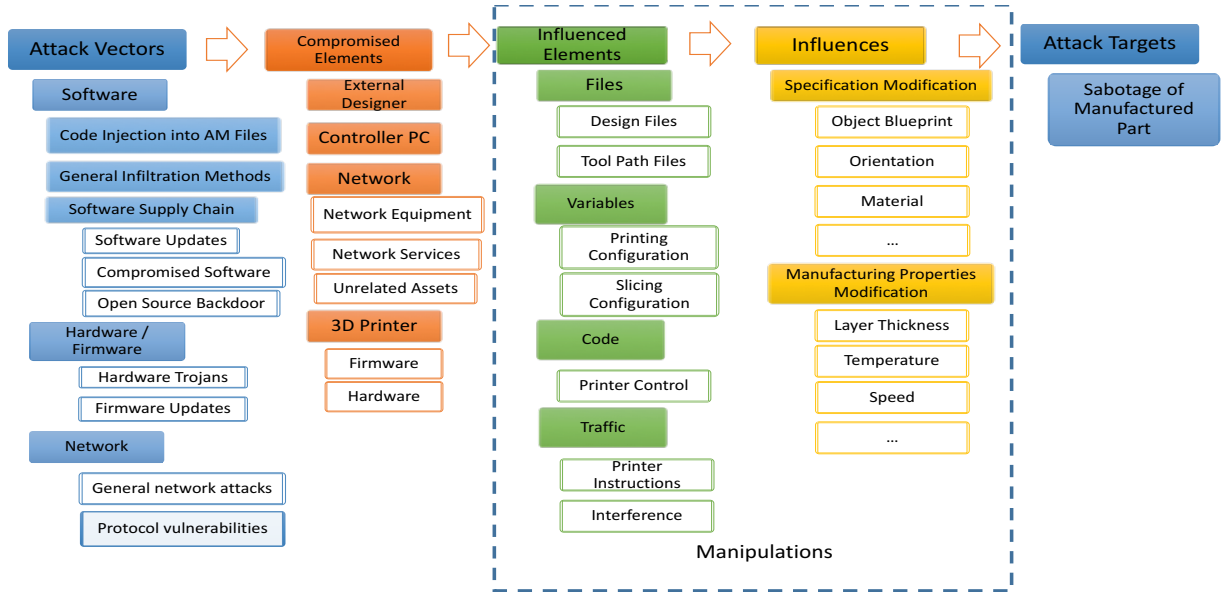 Attack Vectors
Software
Code Injection into AM Files
General Infiltration Methods
Software Supply Chain
Software Updates
Compromised Software
Open Source Backdoor
Hardware /
Firmware
Hardware Trojans
Firmware Updates
Network
General network attacks
Protocol vulnerabilities
Compromised
Elements
External
Designer
Controller PC
Network
Network Equipment
Network Services
Unrelated Assets
3D Printer
Firmware
Hardware
Influenced
Elements
Files
Design Files
Tool Path Files
Variables
Printing
Configuration
Slicing
Configuration
Code
Printer Control
Traffic
Printer
Instructions
Interference
Influences
Specification Modification
Object Blueprint
Orientation
Material
...
Manufacturing Properties
Modification
Layer Thickness
Temperature
Speed
...
Manipulations
Attack Targets
Sabotage of
Manufactured
Part